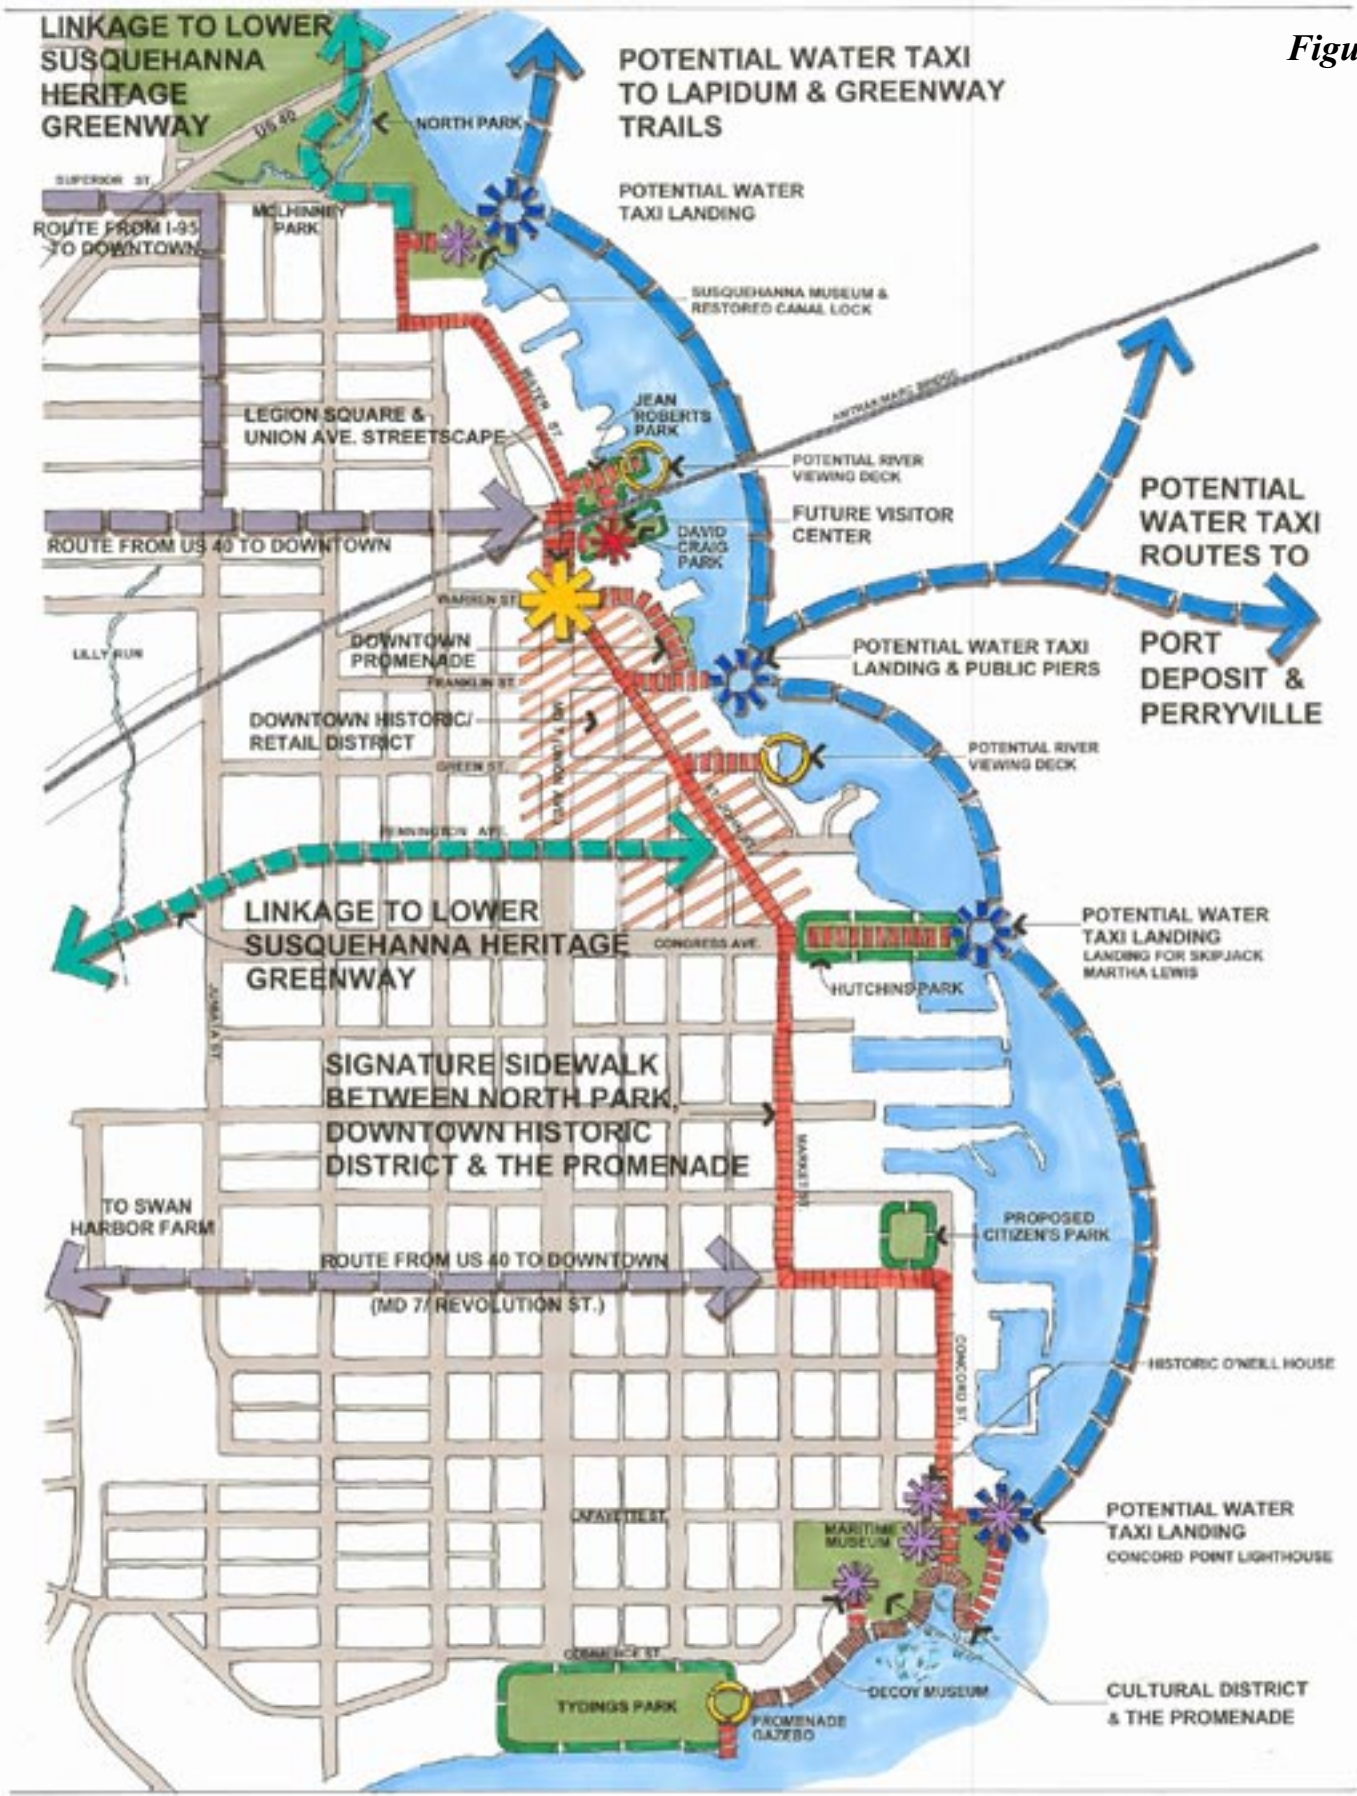 LINKAGE TO LOWER
SUSQUEHANNA
HERITAGE
GREENWAY
Figu
POTENTIAL WATER TAXI
TO LAPIDUM & GREENWAY
TRAILS
US 40
NORTH PARK
SUPERIOR ST.
POTENTIAL WATER
TAXI LANDING
MCLHINNEY
PARK
ROUTE FROM I-95
TO DOWNTOWN
SUSQUEHANNA MUSEUM &
RESTORED CANAL LOCK
WATER ST.
AMTRAK/MARC BRIDGE
JEAN
ROBERTS
PARK
LEGION SQUARE &
UNION AVE. STREETSCAPE
POTENTIAL RIVER
VIEWING DECK
FUTURE VISITOR
CENTER
DAVID
CRAIG
PARK
POTENTIAL
WATER TAXI
ROUTES TO
ROUTE FROM US 40 TO DOWNTOWN
WARREN ST.
LILLY RUN
DOWNTOWN
PROMENADE
POTENTIAL WATER TAXI
LANDING & PUBLIC PIERS
PORT
DEPOSIT &
PERRYVILLE
FRANKLIN ST.
DOWNTOWN HISTORIC/
RETAIL DISTRICT
POTENTIAL RIVER
VIEWING DECK
GREEN ST.
PENNINGTON AVE.
LINKAGE TO LOWER
SUSQUEHANNA HERITAGE
GREENWAY
CONGRESS AVE.
POTENTIAL WATER
TAXI LANDING
LANDING FOR SKIPJACK
MARTHA LEWIS
HUTCHINS PARK
JUNIATA ST.
SIGNATURE SIDEWALK
BETWEEN NORTH PARK,
DOWNTOWN HISTORIC
DISTRICT & THE PROMENADE
MARKET ST.
TO SWAN
HARBOR FARM
PROPOSED
CITIZEN'S PARK
ROUTE FROM US 40 TO DOWNTOWN
(MD 7/ REVOLUTION ST.)
CONCORD ST.
HISTORIC O'NEILL HOUSE
LAFAYETTE ST.
MARITIME
MUSEUM
POTENTIAL WATER
TAXI LANDING
CONCORD POINT LIGHTHOUSE
COMMERCE ST.
DECOY MUSEUM
CULTURAL DISTRICT
& THE PROMENADE
TYDINGS PARK
PROMENADE
GAZEBO